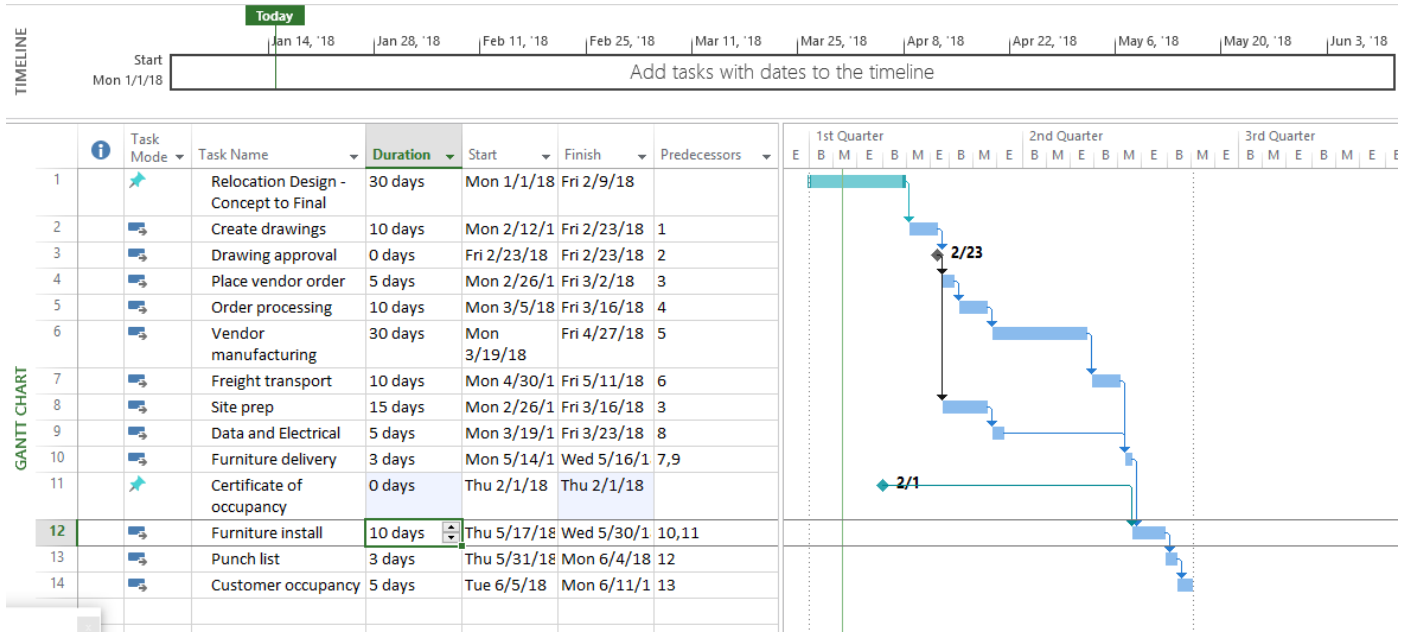 Today
Jan 14, '18 Jan 28, '18 Feb 11, '18 Feb 25, '18 Mar 11, '18 Mar 25, '18 Apr 8, '18 Apr 22, '18 May 6, '18 May 20, '18 Jun 3, '18
TIMELINE
Start
Mon 1/1/18
Add tasks with dates to the timeline
GANTT CHART
Task Mode Task Name Duration Start Finish Predecessors
1st Quarter 2nd Quarter 3rd Quarter
E B M E B M E B M E B M E B M E B M E B M E B M E
1 Relocation Design - 30 days Mon 1/1/18 Fri 2/9/18
Concept to Final
2 Create drawings 10 days Mon 2/12/1 Fri 2/23/18 1
3 Drawing approval 0 days Fri 2/23/18 Fri 2/23/18 2 2/23
4 Place vendor order 5 days Mon 2/26/1 Fri 3/2/18 3
5 Order processing 10 days Mon 3/5/18 Fri 3/16/18 4
6 Vendor 30 days Mon Fri 4/27/18 5
manufacturing 3/19/18
7 Freight transport 10 days Mon 4/30/1 Fri 5/11/18 6
8 Site prep 15 days Mon 2/26/1 Fri 3/16/18 3
9 Data and Electrical 5 days Mon 3/19/1 Fri 3/23/18 8
10 Furniture delivery 3 days Mon 5/14/1 Wed 5/16/1 7,9
11 Certificate of 0 days Thu 2/1/18 Thu 2/1/18 2/1
occupancy
12 Furniture install 10 days Thu 5/17/18 Wed 5/30/1 10,11
13 Punch list 3 days Thu 5/31/18 Mon 6/4/18 12
14 Customer occupancy 5 days Tue 6/5/18 Mon 6/11/1 13